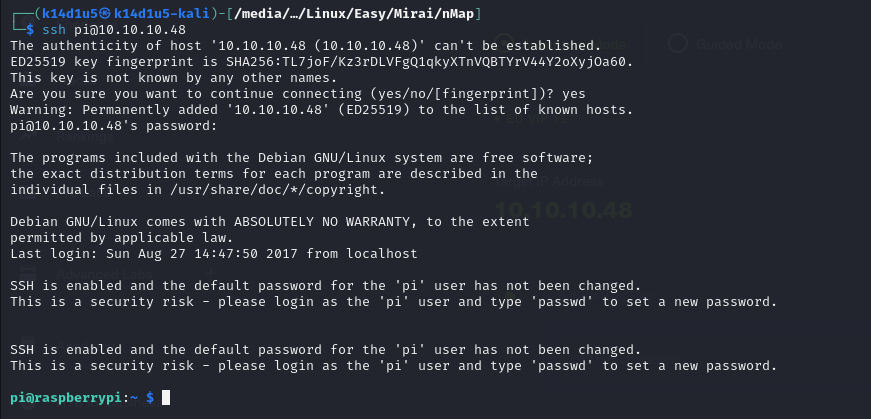 ┌──(k14d1u5㉿k14d1u5-kali)-[/media/…/Linux/Easy/Mirai/nMap]
└─$ ssh pi@10.10.10.48
The authenticity of host '10.10.10.48 (10.10.10.48)' can't be established.
ED25519 key fingerprint is SHA256:TL7joF/Kz3rDLVFgQ1qkyXTnVQBTYrV44Y2oXyjOa60.
This key is not known by any other names.
Are you sure you want to continue connecting (yes/no/[fingerprint])? yes
Warning: Permanently added '10.10.10.48' (ED25519) to the list of known hosts.
pi@10.10.10.48's password:
The programs included with the Debian GNU/Linux system are free software;
the exact distribution terms for each program are described in the
individual files in /usr/share/doc/*/copyright.
Debian GNU/Linux comes with ABSOLUTELY NO WARRANTY, to the extent
permitted by applicable law.
Last login: Sun Aug 27 14:47:50 2017 from localhost
SSH is enabled and the default password for the 'pi' user has not been changed.
This is a security risk - please login as the 'pi' user and type 'passwd' to set a new password.
SSH is enabled and the default password for the 'pi' user has not been changed.
This is a security risk - please login as the 'pi' user and type 'passwd' to set a new password.
pi@raspberrypi:~ $
Guided Mode
10.10.10.48